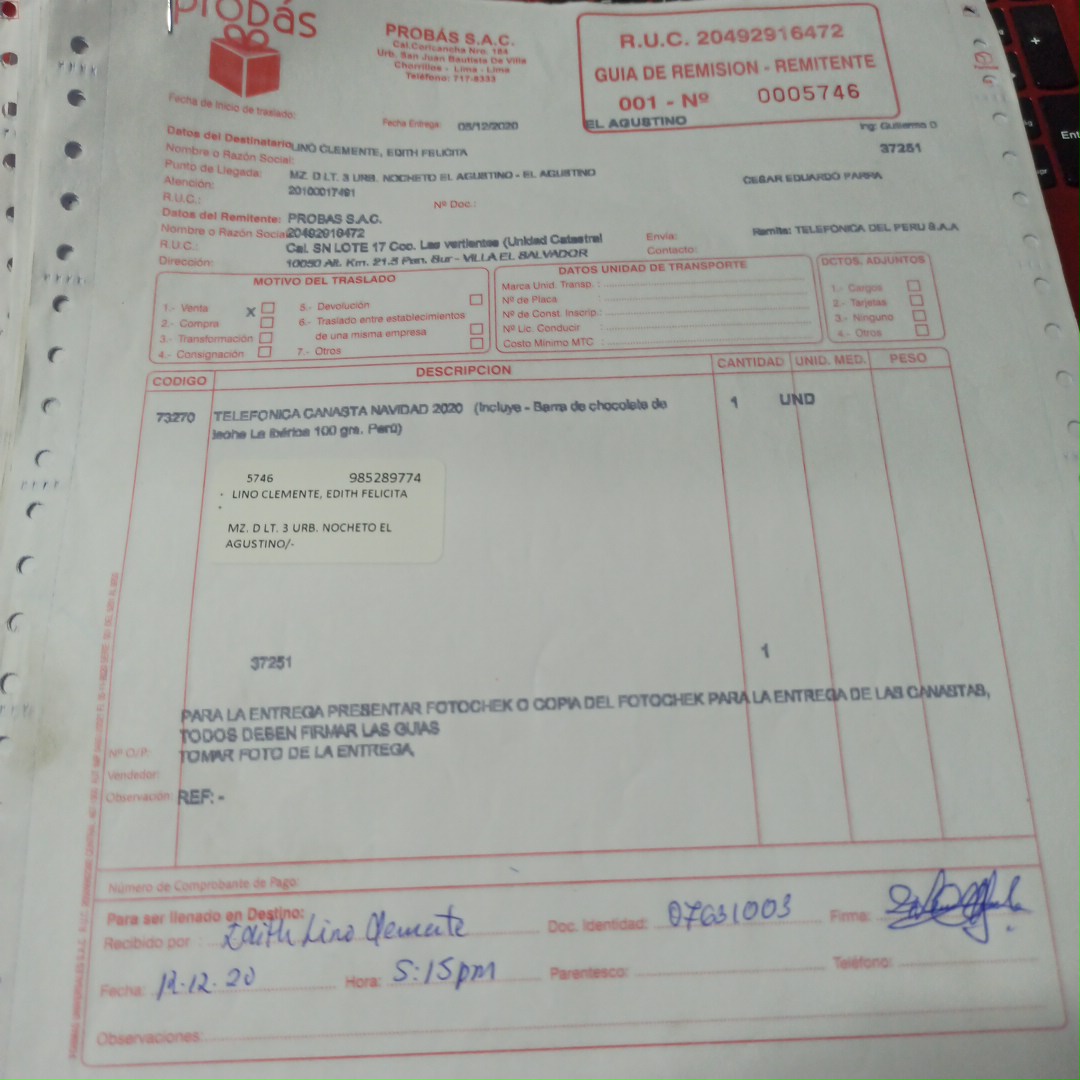 probás
PROBÁS S.A.C.
Cal.Coricancha Nro. 184
Urb. San Juan Bautista De Villa
Chorrillos - Lima - Lima
Teléfono: 717-8333
R.U.C. 20492916472
GUIA DE REMISION - REMITENTE
001 - Nº 0005746
Fecha de Inicio de traslado:
Fecha Entrega: 05/12/2020
EL AGUSTINO
Ing: Gutierrez D
37251
Datos del Destinatario
Nombre o Razón Social: LINO CLEMENTE, EDITH FELICITA
Punto de Llegada: MZ. D LT. 3 URB. NOCHETO EL AGUSTINO - EL AGUSTINO
Atención: CESAR EDUARDO PARRA
R.U.C.: 20100017491 Nº Doc.:
Datos del Remitente: PROBAS S.A.C.
Nombre o Razón Social: 20492916472
R.U.C.: Cal. SN LOTE 17 Coo. Las vertientes (Unidad Catastral
Dirección: 10050 Alt. Km. 21.5 Pan. Sur - VILLA EL SALVADOR
Envia: Remite: TELEFONICA DEL PERU S.A.A
Contacto:
MOTIVO DEL TRASLADO
1.- Venta X
2.- Compra
3.- Transformación
4.- Consignación
5.- Devolución
6.- Traslado entre establecimientos
de una misma empresa
7.- Otros
DATOS UNIDAD DE TRANSPORTE
Marca Unid. Transp. :
Nº de Placa :
Nº de Const. Inscrip.:
Nº Lic. Conducir :
Costo Mínimo MTC :
DCTOS. ADJUNTOS
1.- Cargos
2.- Tarjetas
3.- Ninguno
4.- Otros
CODIGO DESCRIPCION CANTIDAD UNID. MED. PESO
73270 TELEFONICA CANASTA NAVIDAD 2020 (Incluye - Barra de chocolate de 1 UND
leche La Ibérica 100 gm. Perú)
5746 985289774
LINO CLEMENTE, EDITH FELICITA
MZ. D LT. 3 URB. NOCHETO EL
AGUSTINO/-
37251 1
PARA LA ENTREGA PRESENTAR FOTOCHEK O COPIA DEL FOTOCHEK PARA LA ENTREGA DE LAS CANASTAS,
TODOS DEBEN FIRMAR LAS GUIAS
Nº O/P: TOMAR FOTO DE LA ENTREGA
Vendedor:
Observación: REF: -
Número de Comprobante de Pago:
Para ser llenado en Destino:
Recibido por : Edith Lino Clemente Doc. Identidad: 07631003 Firma:
Fecha: 12.12.20 Hora: 5:15pm Parentesco: Teléfono:
Observaciones: